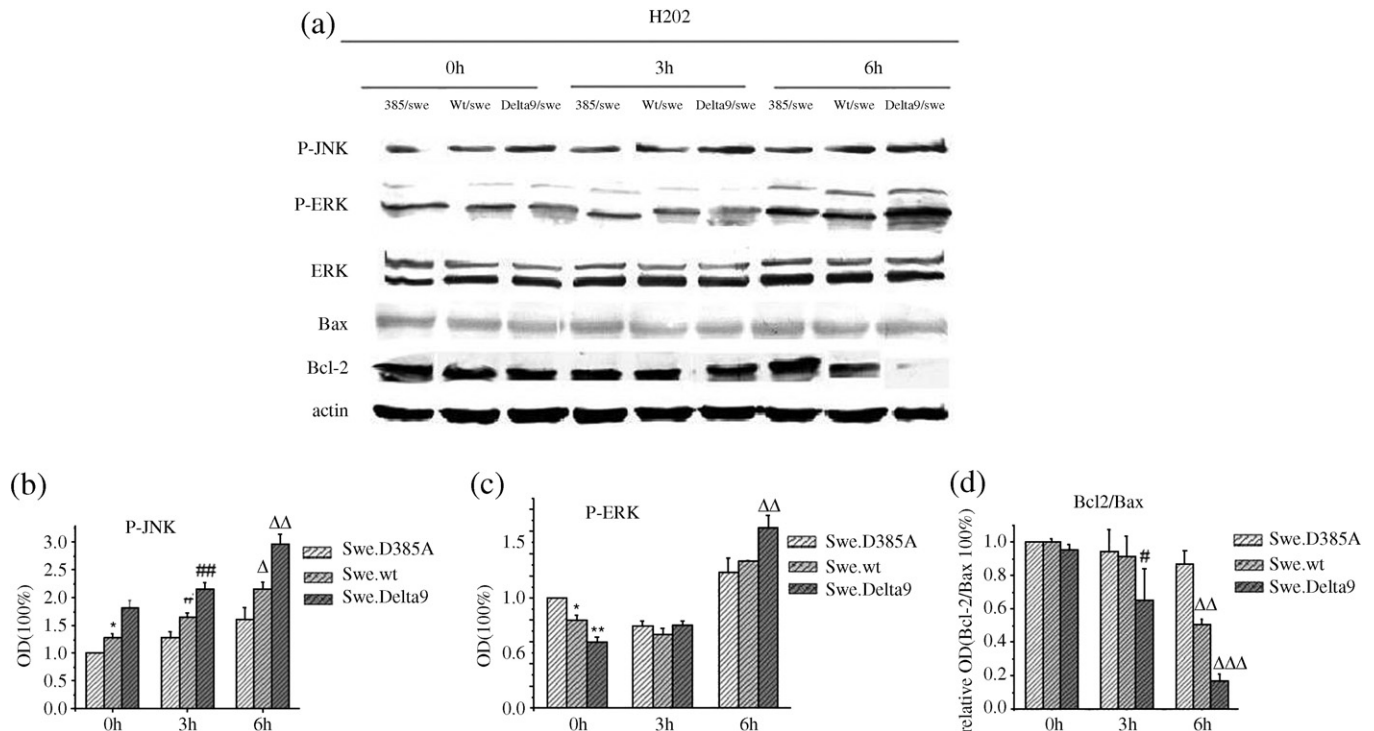 (a)
H202
0h 3h 6h
385/swe Wt/swe Delta9/swe 385/swe Wt/swe Delta9/swe 385/swe Wt/swe Delta9/swe
P-JNK
P-ERK
ERK
Bax
Bcl-2
actin
(b)
P-JNK
OD(100%)
3.0
2.5
2.0
1.5
1.0
0.5
0.0
*
##
Δ
ΔΔ
0h 3h 6h
Swe.D385A
Swe.wt
Swe.Delta9
(c)
P-ERK
OD(100%)
1.5
1.0
0.6
0.0
*
**
ΔΔ
0h 3h 6h
Swe.D385A
Swe.wt
Swe.Delta9
(d)
Bcl2/Bax
relative OD(Bcl-2/Bax 100%)
1.0
0.8
0.6
0.4
0.2
0.0
#
ΔΔ
ΔΔΔ
0h 3h 6h
Swe.D385A
Swe.wt
Swe.Delta9